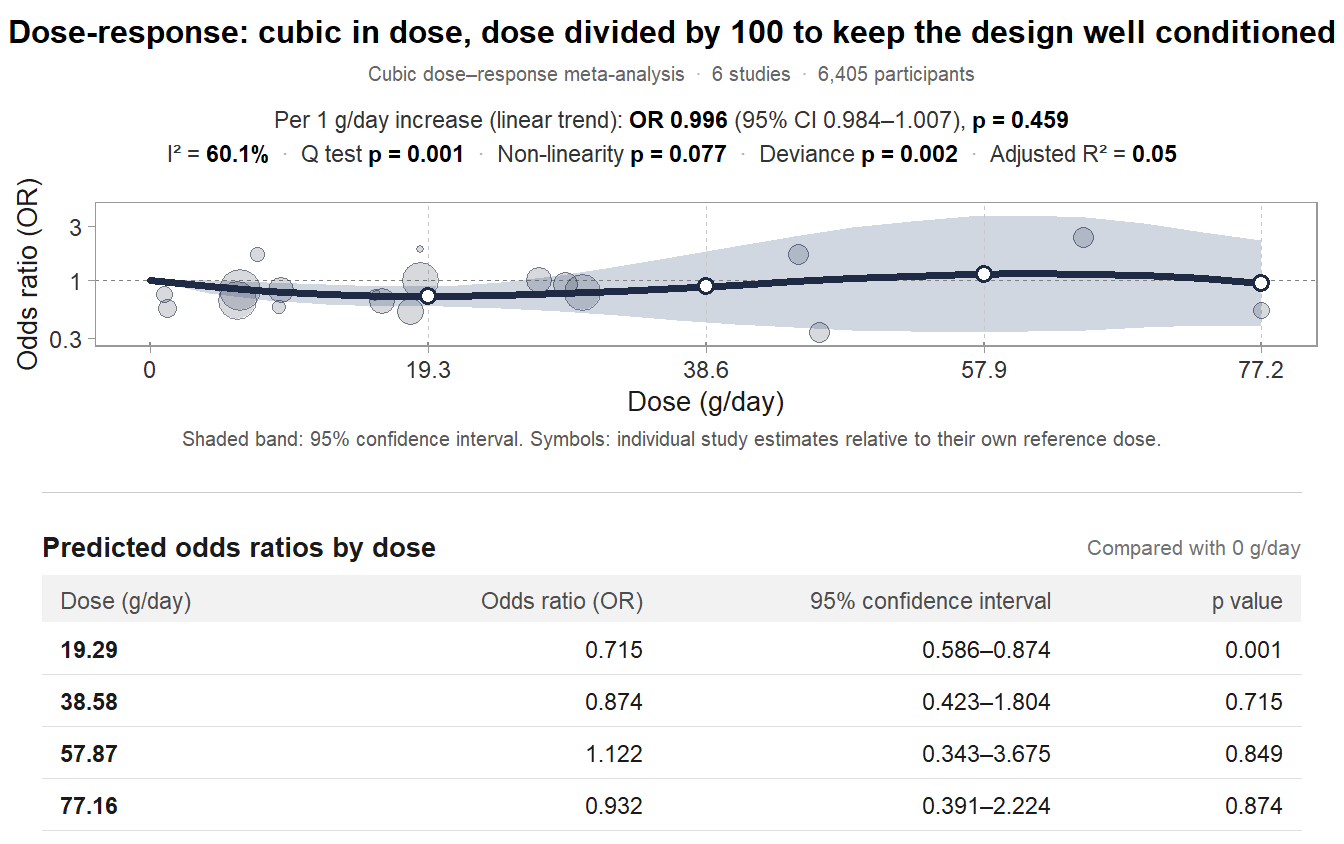 Dose-response: cubic in dose, dose divided by 100 to keep the design well conditioned
Cubic dose–response meta-analysis · 6 studies · 6,405 participants
Per 1 g/day increase (linear trend): OR 0.996 (95% CI 0.984–1.007), p = 0.459
I² = 60.1% · Q test p = 0.001 · Non-linearity p = 0.077 · Deviance p = 0.002 · Adjusted R² = 0.05
Odds ratio (OR)
3
1
0.3
0 19.3 38.6 57.9 77.2
Dose (g/day)
Shaded band: 95% confidence interval. Symbols: individual study estimates relative to their own reference dose.
Predicted odds ratios by dose Compared with 0 g/day
Dose (g/day) Odds ratio (OR) 95% confidence interval p value
19.29 0.715 0.586–0.874 0.001
38.58 0.874 0.423–1.804 0.715
57.87 1.122 0.343–3.675 0.849
77.16 0.932 0.391–2.224 0.874